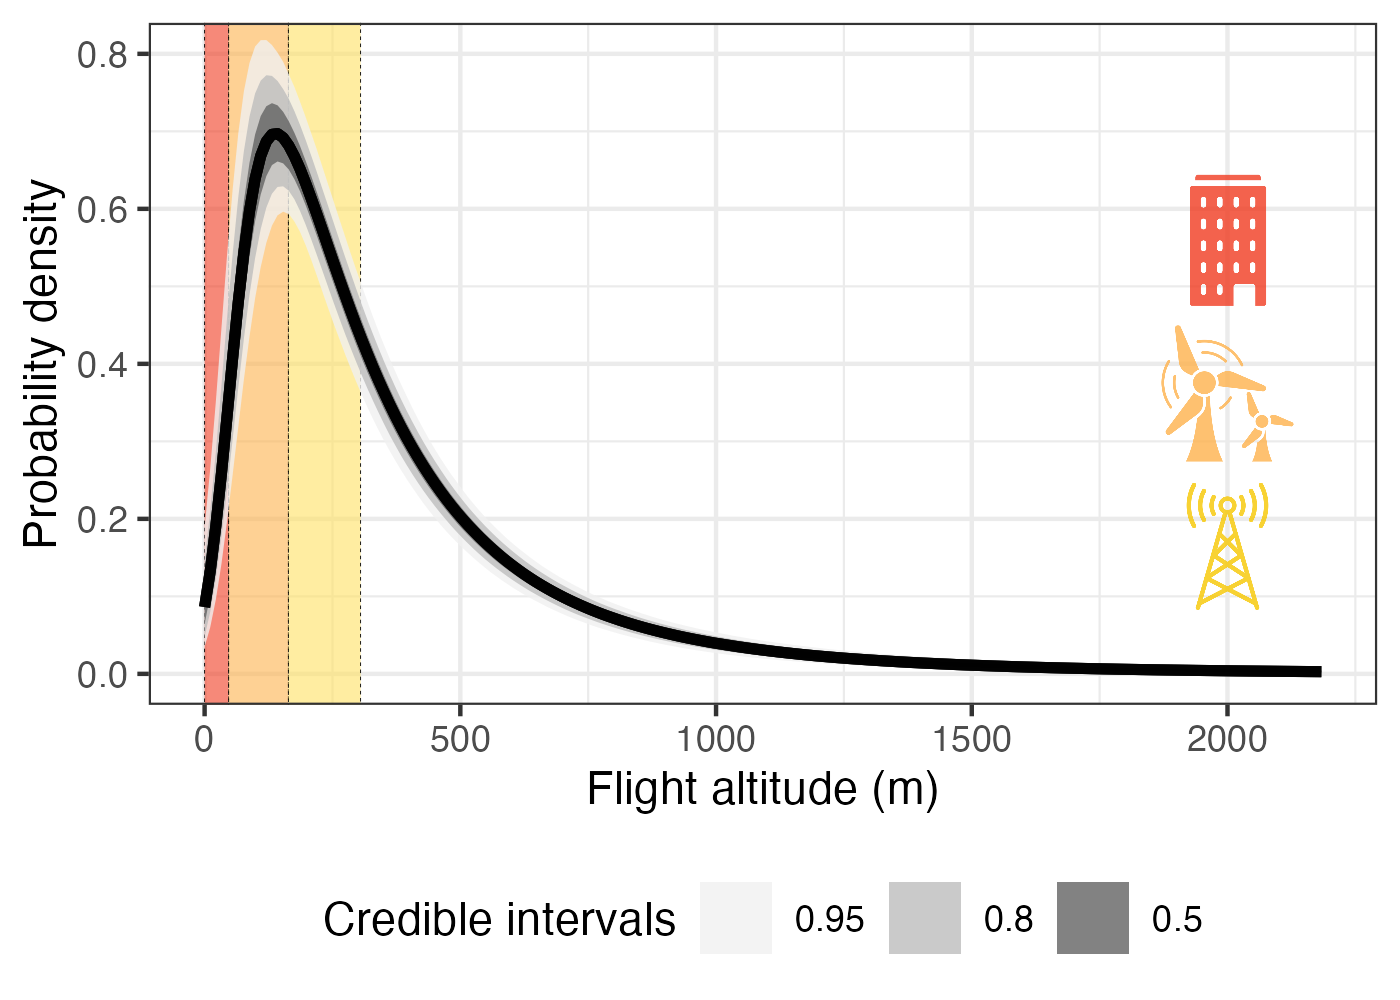 Probability density
0.8
0.6
0.4
0.2
0.0
0 500 1000 1500 2000
Flight altitude (m)
Credible intervals 0.95 0.8 0.5